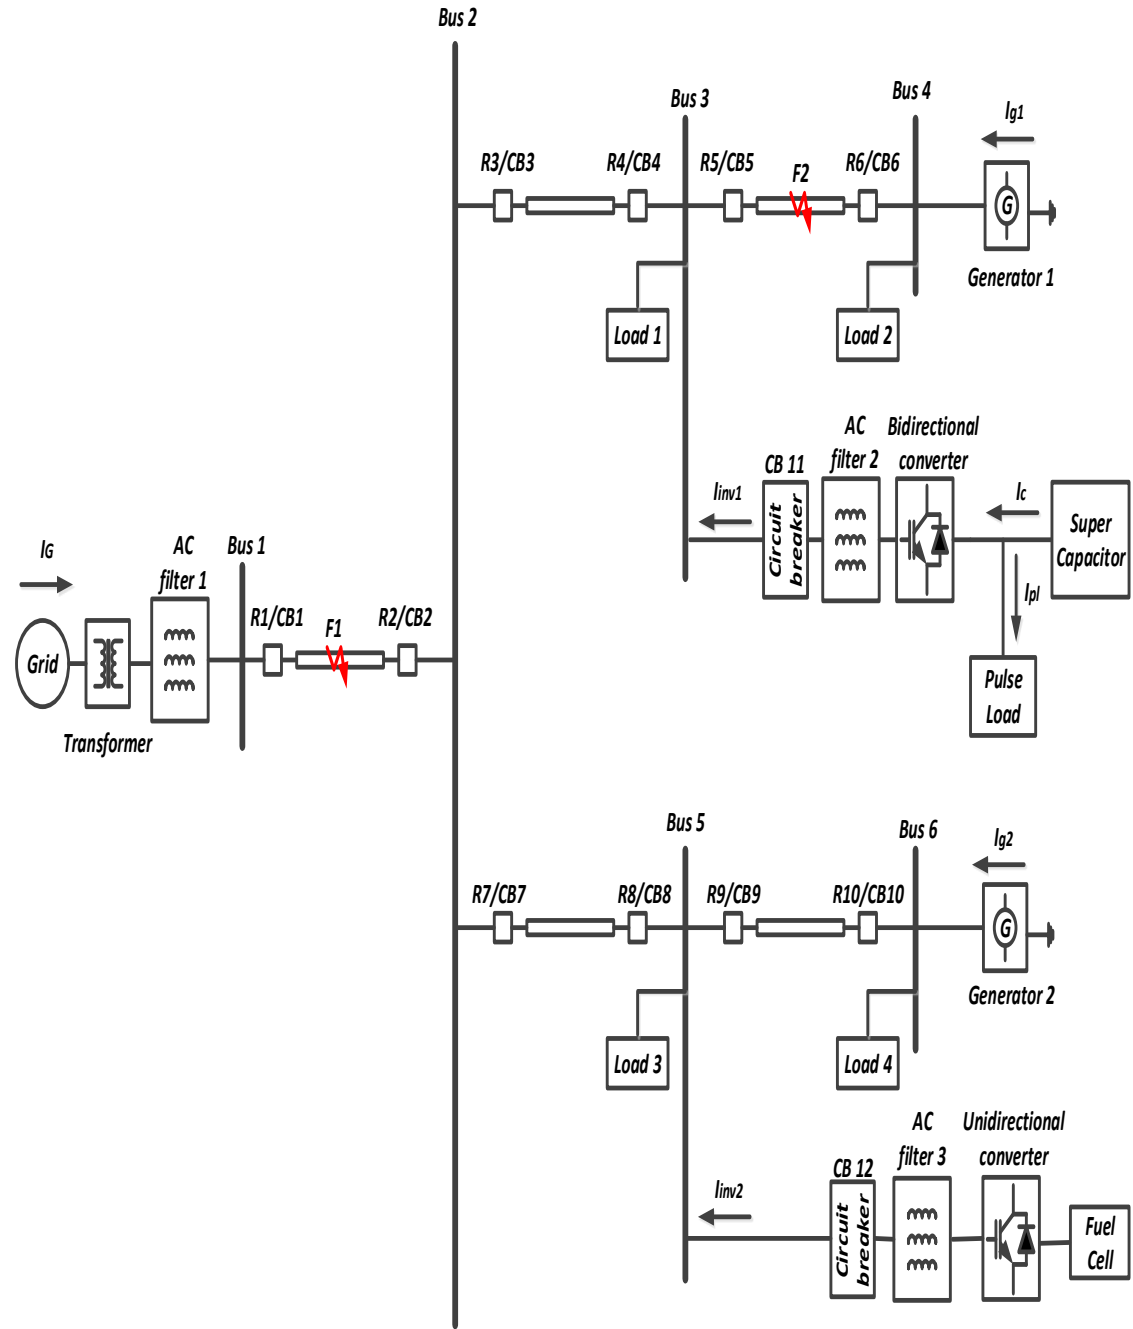 Bus 2
Bus 3
Bus 4
Ig1
R3/CB3
R4/CB4
R5/CB5
F2
R6/CB6
G
Generator 1
Load 1
Load 2
AC
filter 2
Bidirectional
converter
CB 11
Circuit
breaker
Iinv1
Ic
Super
Capacitor
Ipl
Pulse
Load
IG
AC
filter 1
Bus 1
R1/CB1
F1
R2/CB2
Grid
Transformer
Bus 5
Bus 6
Ig2
R7/CB7
R8/CB8
R9/CB9
R10/CB10
G
Generator 2
Load 3
Load 4
AC
filter 3
Unidirectional
converter
CB 12
Circuit
breaker
Iinv2
Fuel
Cell